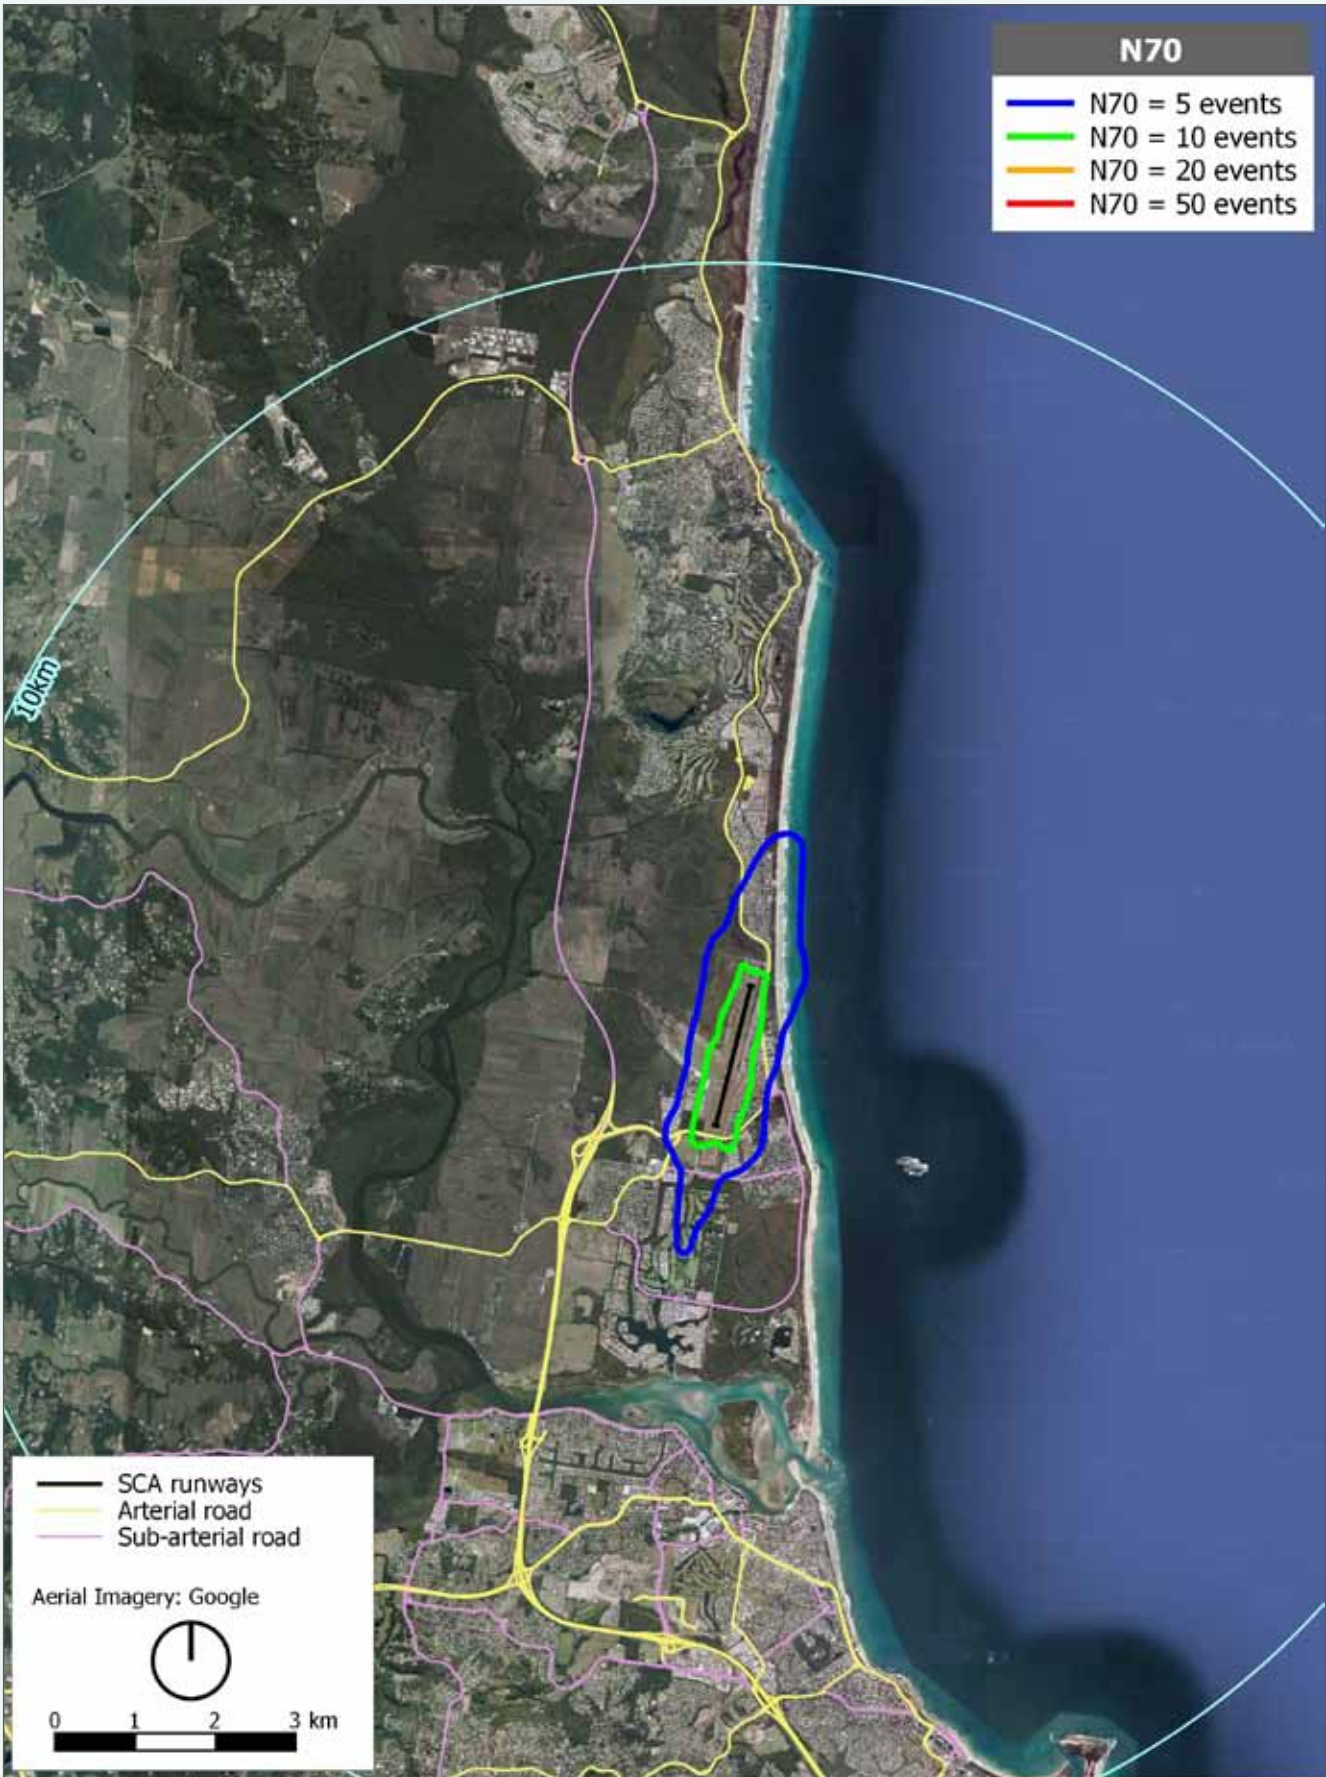 N70
N70 = 5 events
N70 = 10 events
N70 = 20 events
N70 = 50 events
10km
SCA runways
Arterial road
Sub-arterial road
Aerial Imagery: Google
0 1 2 3 km